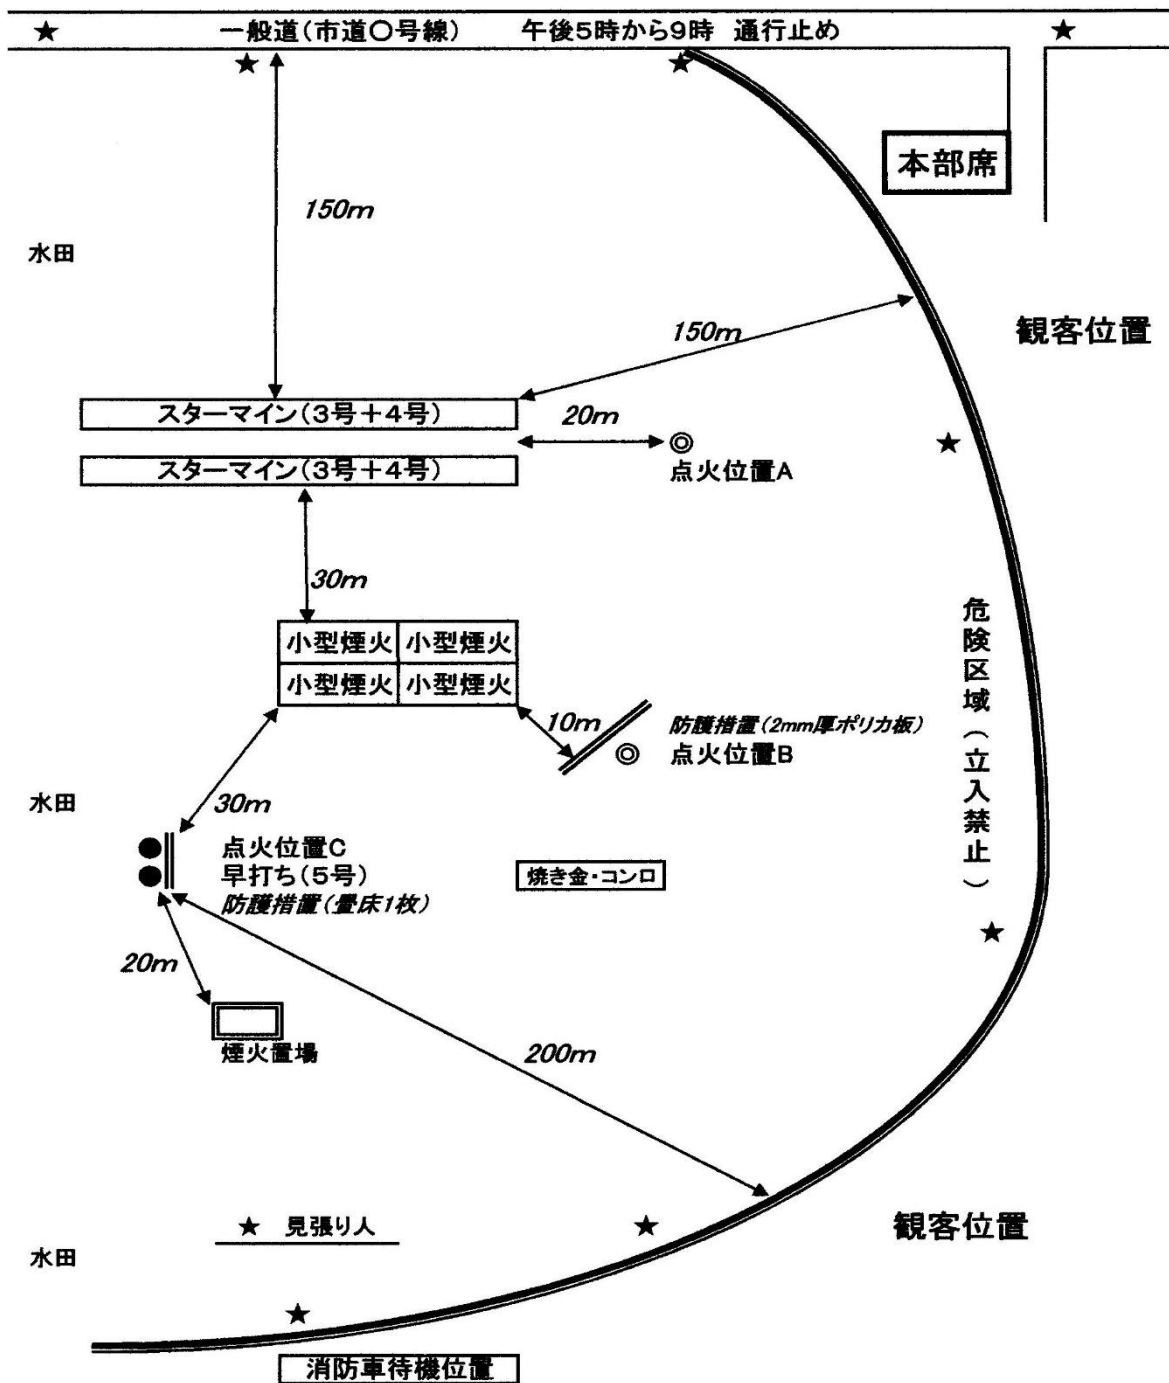 ★ 一般道(市道〇号線) 午後5時から9時 通行止め ★
★ ★
本部席
150m
水田
観客位置
150m
スターマイン(3号+4号)
20m
◎
点火位置A
★
スターマイン(3号+4号)
30m
危険区域(立入禁止)
小型煙火 小型煙火
小型煙火 小型煙火
10m
防護措置(2mm厚ポリカ板)
◎ 点火位置B
水田
30m
点火位置C
早打ち(5号)
防護措置(畳床1枚)
焼き金・コンロ
★
20m
煙火置場
200m
★ 見張り人
★
観客位置
水田
★
消防車待機位置